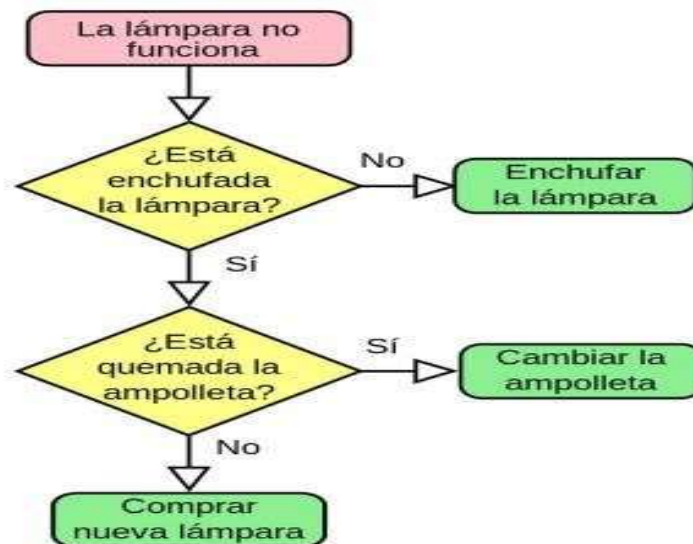 La lámpara no
funciona
¿Está
enchufada
la lámpara?
No
Enchufar
la lámpara
Sí
¿Está
quemada la
ampolleta?
Sí
Cambiar la
ampolleta
No
Comprar
nueva lámpara